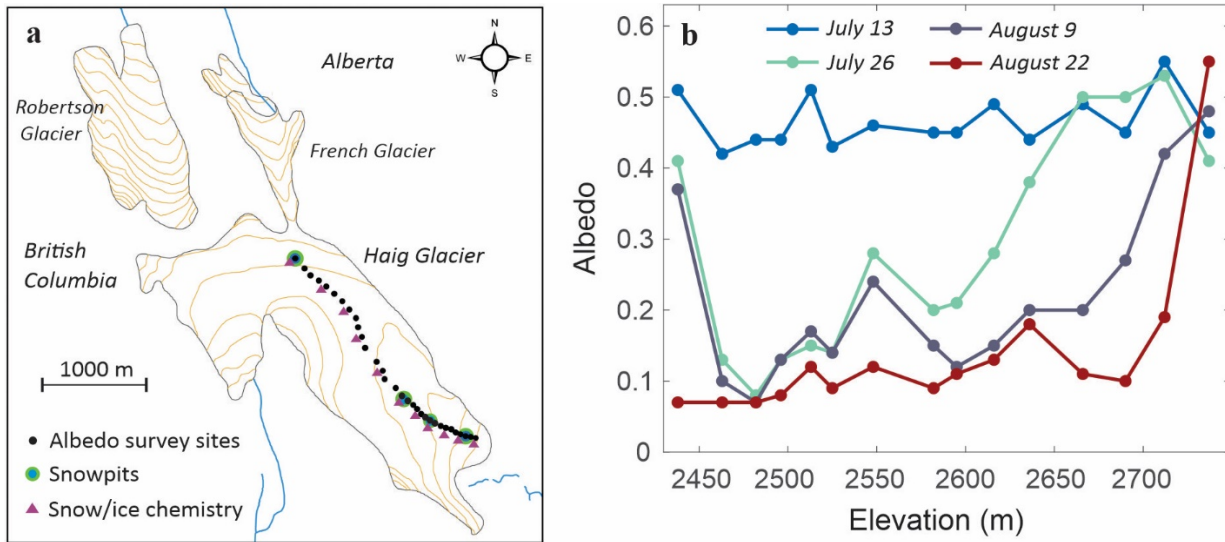 a
N
W E
S
Alberta
Robertson
Glacier
French Glacier
British
Columbia
Haig Glacier
1000 m
Albedo survey sites
Snowpits
Snow/ice chemistry
b
July 13
August 9
July 26
August 22
0.6
0.5
0.4
0.3
0.2
0.1
0
Albedo
2450 2500 2550 2600 2650 2700
Elevation (m)